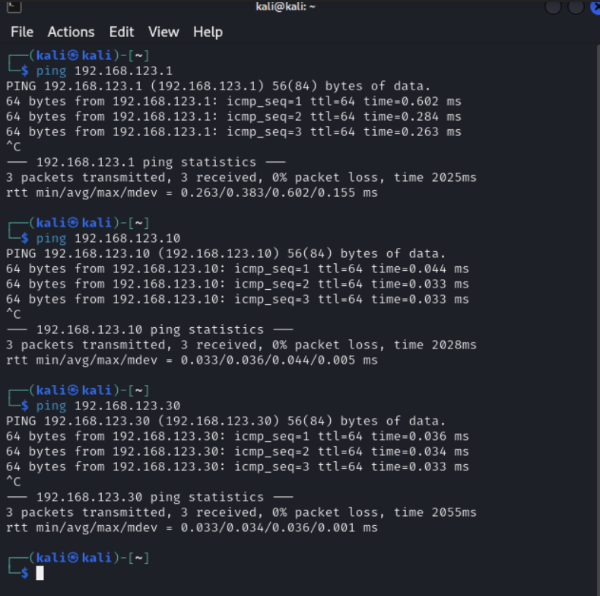 kali@kali: ~
File Actions Edit View Help
┌──(kali㉿kali)-[~]
└─$ ping 192.168.123.1
PING 192.168.123.1 (192.168.123.1) 56(84) bytes of data.
64 bytes from 192.168.123.1: icmp_seq=1 ttl=64 time=0.602 ms
64 bytes from 192.168.123.1: icmp_seq=2 ttl=64 time=0.284 ms
64 bytes from 192.168.123.1: icmp_seq=3 ttl=64 time=0.263 ms
^C
--- 192.168.123.1 ping statistics ---
3 packets transmitted, 3 received, 0% packet loss, time 2025ms
rtt min/avg/max/mdev = 0.263/0.383/0.602/0.155 ms
┌──(kali㉿kali)-[~]
└─$ ping 192.168.123.10
PING 192.168.123.10 (192.168.123.10) 56(84) bytes of data.
64 bytes from 192.168.123.10: icmp_seq=1 ttl=64 time=0.044 ms
64 bytes from 192.168.123.10: icmp_seq=2 ttl=64 time=0.033 ms
64 bytes from 192.168.123.10: icmp_seq=3 ttl=64 time=0.033 ms
^C
--- 192.168.123.10 ping statistics ---
3 packets transmitted, 3 received, 0% packet loss, time 2028ms
rtt min/avg/max/mdev = 0.033/0.036/0.044/0.005 ms
┌──(kali㉿kali)-[~]
└─$ ping 192.168.123.30
PING 192.168.123.30 (192.168.123.30) 56(84) bytes of data.
64 bytes from 192.168.123.30: icmp_seq=1 ttl=64 time=0.036 ms
64 bytes from 192.168.123.30: icmp_seq=2 ttl=64 time=0.034 ms
64 bytes from 192.168.123.30: icmp_seq=3 ttl=64 time=0.033 ms
^C
--- 192.168.123.30 ping statistics ---
3 packets transmitted, 3 received, 0% packet loss, time 2055ms
rtt min/avg/max/mdev = 0.033/0.034/0.036/0.001 ms
┌──(kali㉿kali)-[~]
└─$